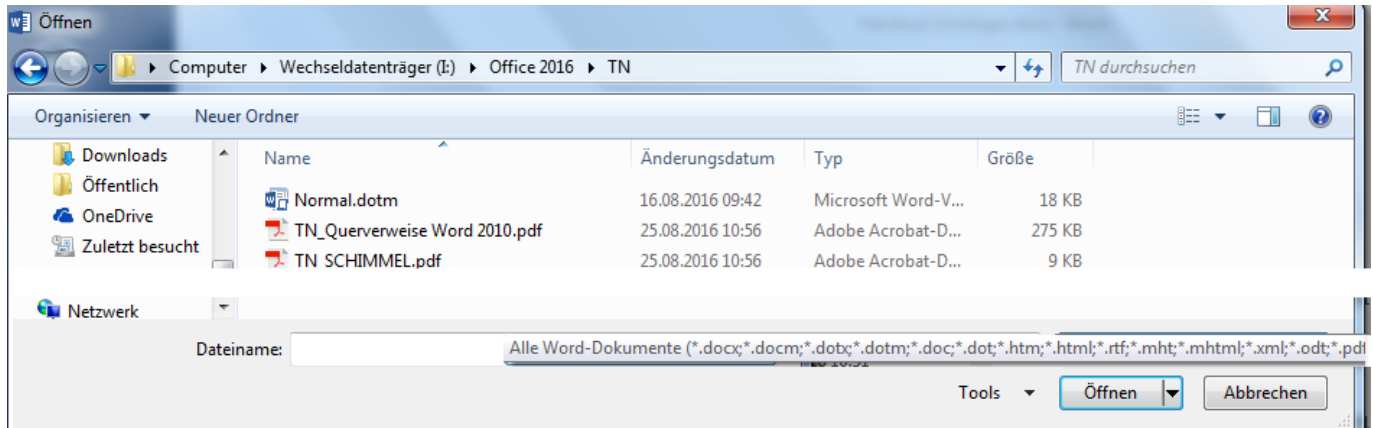 Öffnen
Computer Wechseldatenträger (I:) Office 2016 TN TN durchsuchen
Organisieren Neuer Ordner
Downloads Name Änderungsdatum Typ Größe
Öffentlich Normal.dotm 16.08.2016 09:42 Microsoft Word-V... 18 KB
OneDrive TN_Querverweise Word 2010.pdf 25.08.2016 10:56 Adobe Acrobat-D... 275 KB
Zuletzt besucht TN_SCHIMMEL.pdf 25.08.2016 10:56 Adobe Acrobat-D... 9 KB
Netzwerk
Dateiname: Alle Word-Dokumente (*.docx;*.docm;*.dotx;*.dotm;*.doc;*.dot;*.htm;*.html;*.rtf;*.mht;*.mhtml;*.xml;*.odt;*.pdf
Tools Öffnen Abbrechen